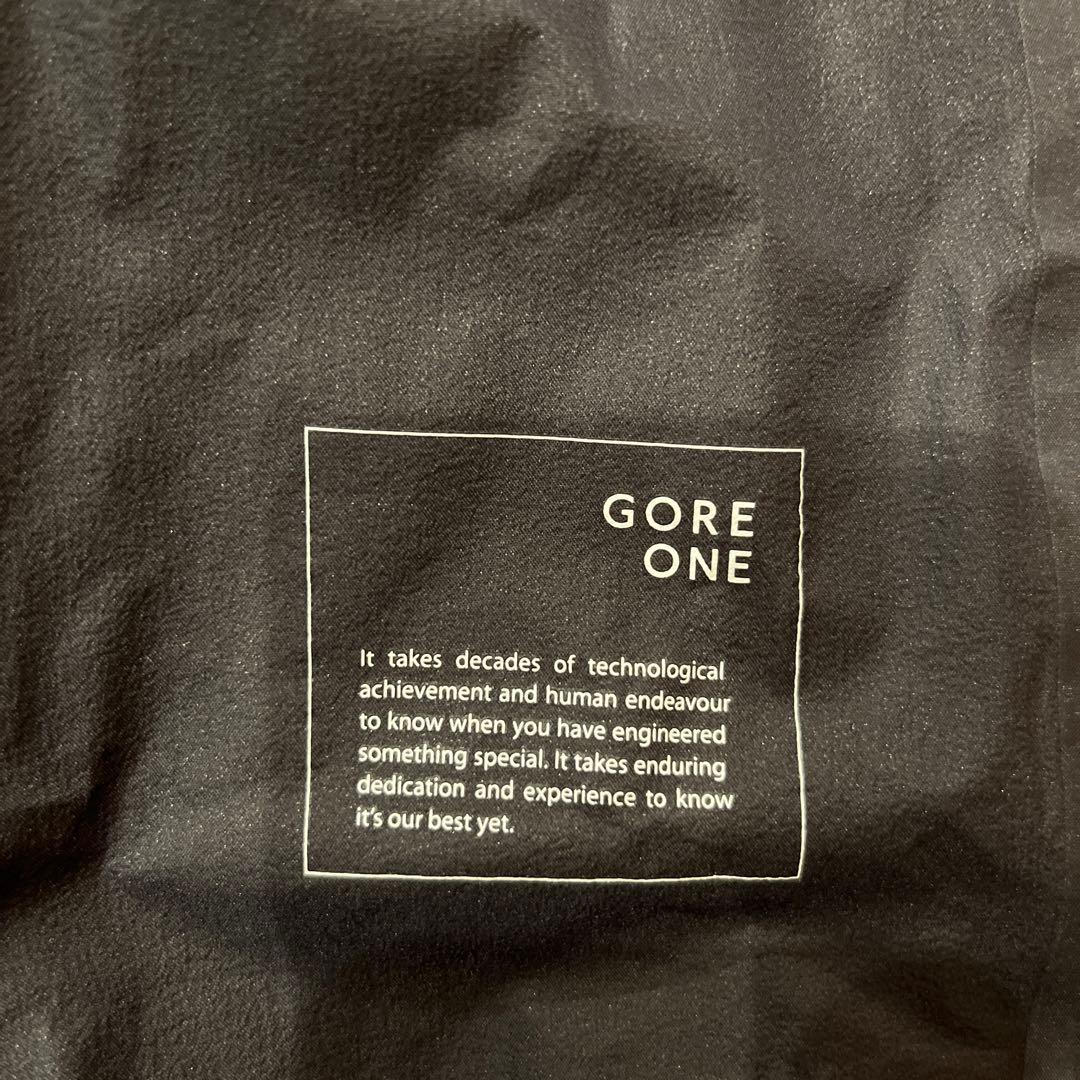 GORE
ONE
It takes decades of technological
achievement and human endeavour
to know when you have engineered
something special. It takes enduring
dedication and experience to know
it's our best yet.